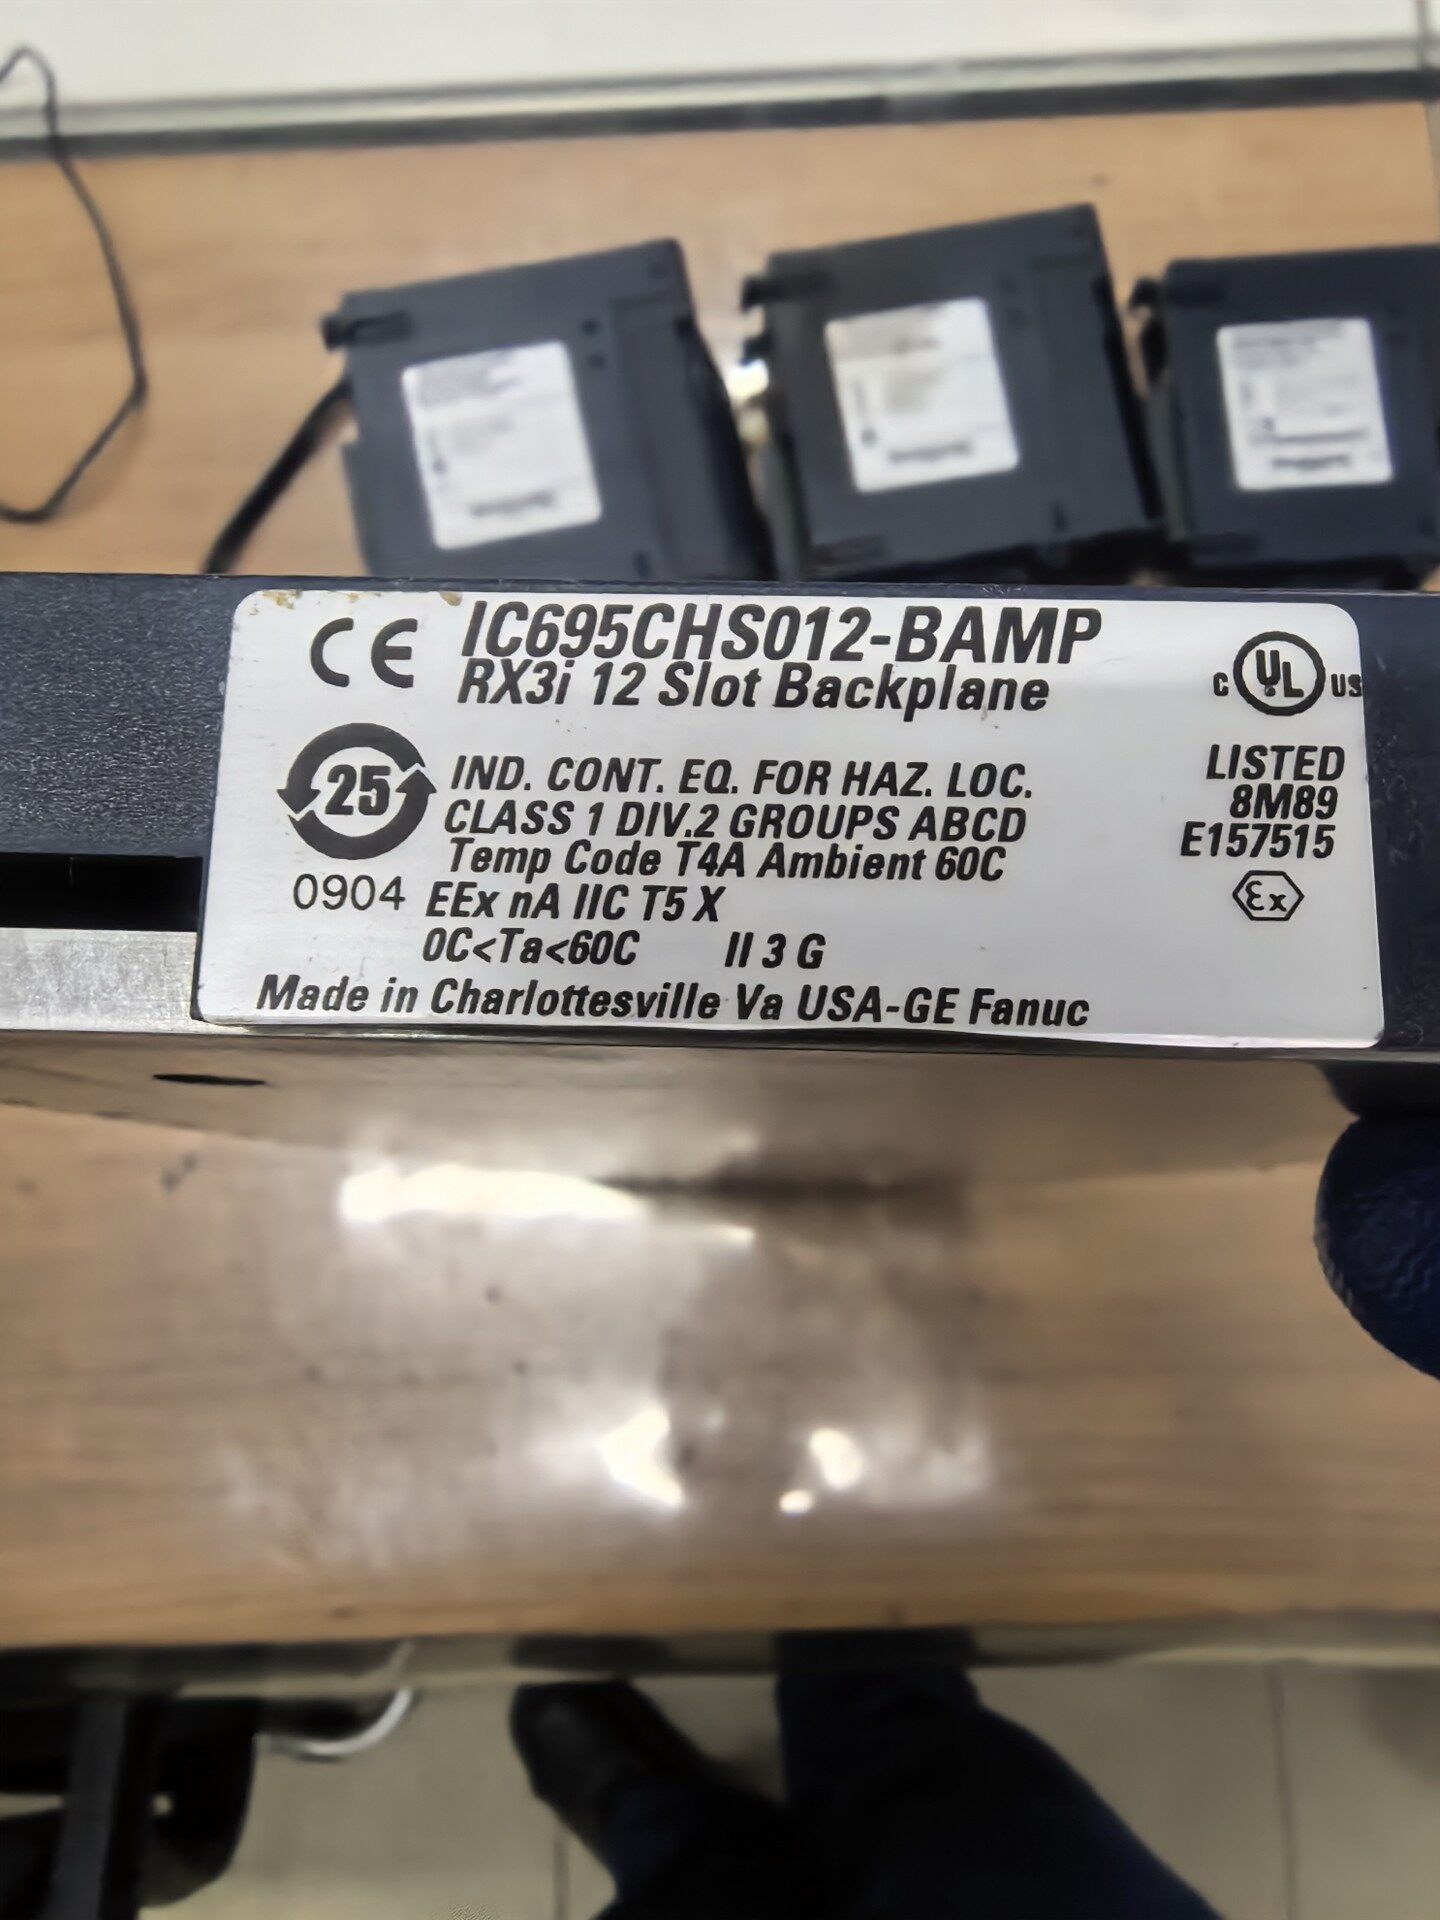 CE IC695CHS012-BAMP
RX3i 12 Slot Backplane
C UL US
25
IND. CONT. EQ. FOR HAZ. LOC.
CLASS 1 DIV.2 GROUPS ABCD
Temp Code T4A Ambient 60C
LISTED
8M89
E157515
0904 EEx nA IIC T5 X
Ex
0C<Ta<60C II 3 G
Made in Charlottesville Va USA-GE Fanuc